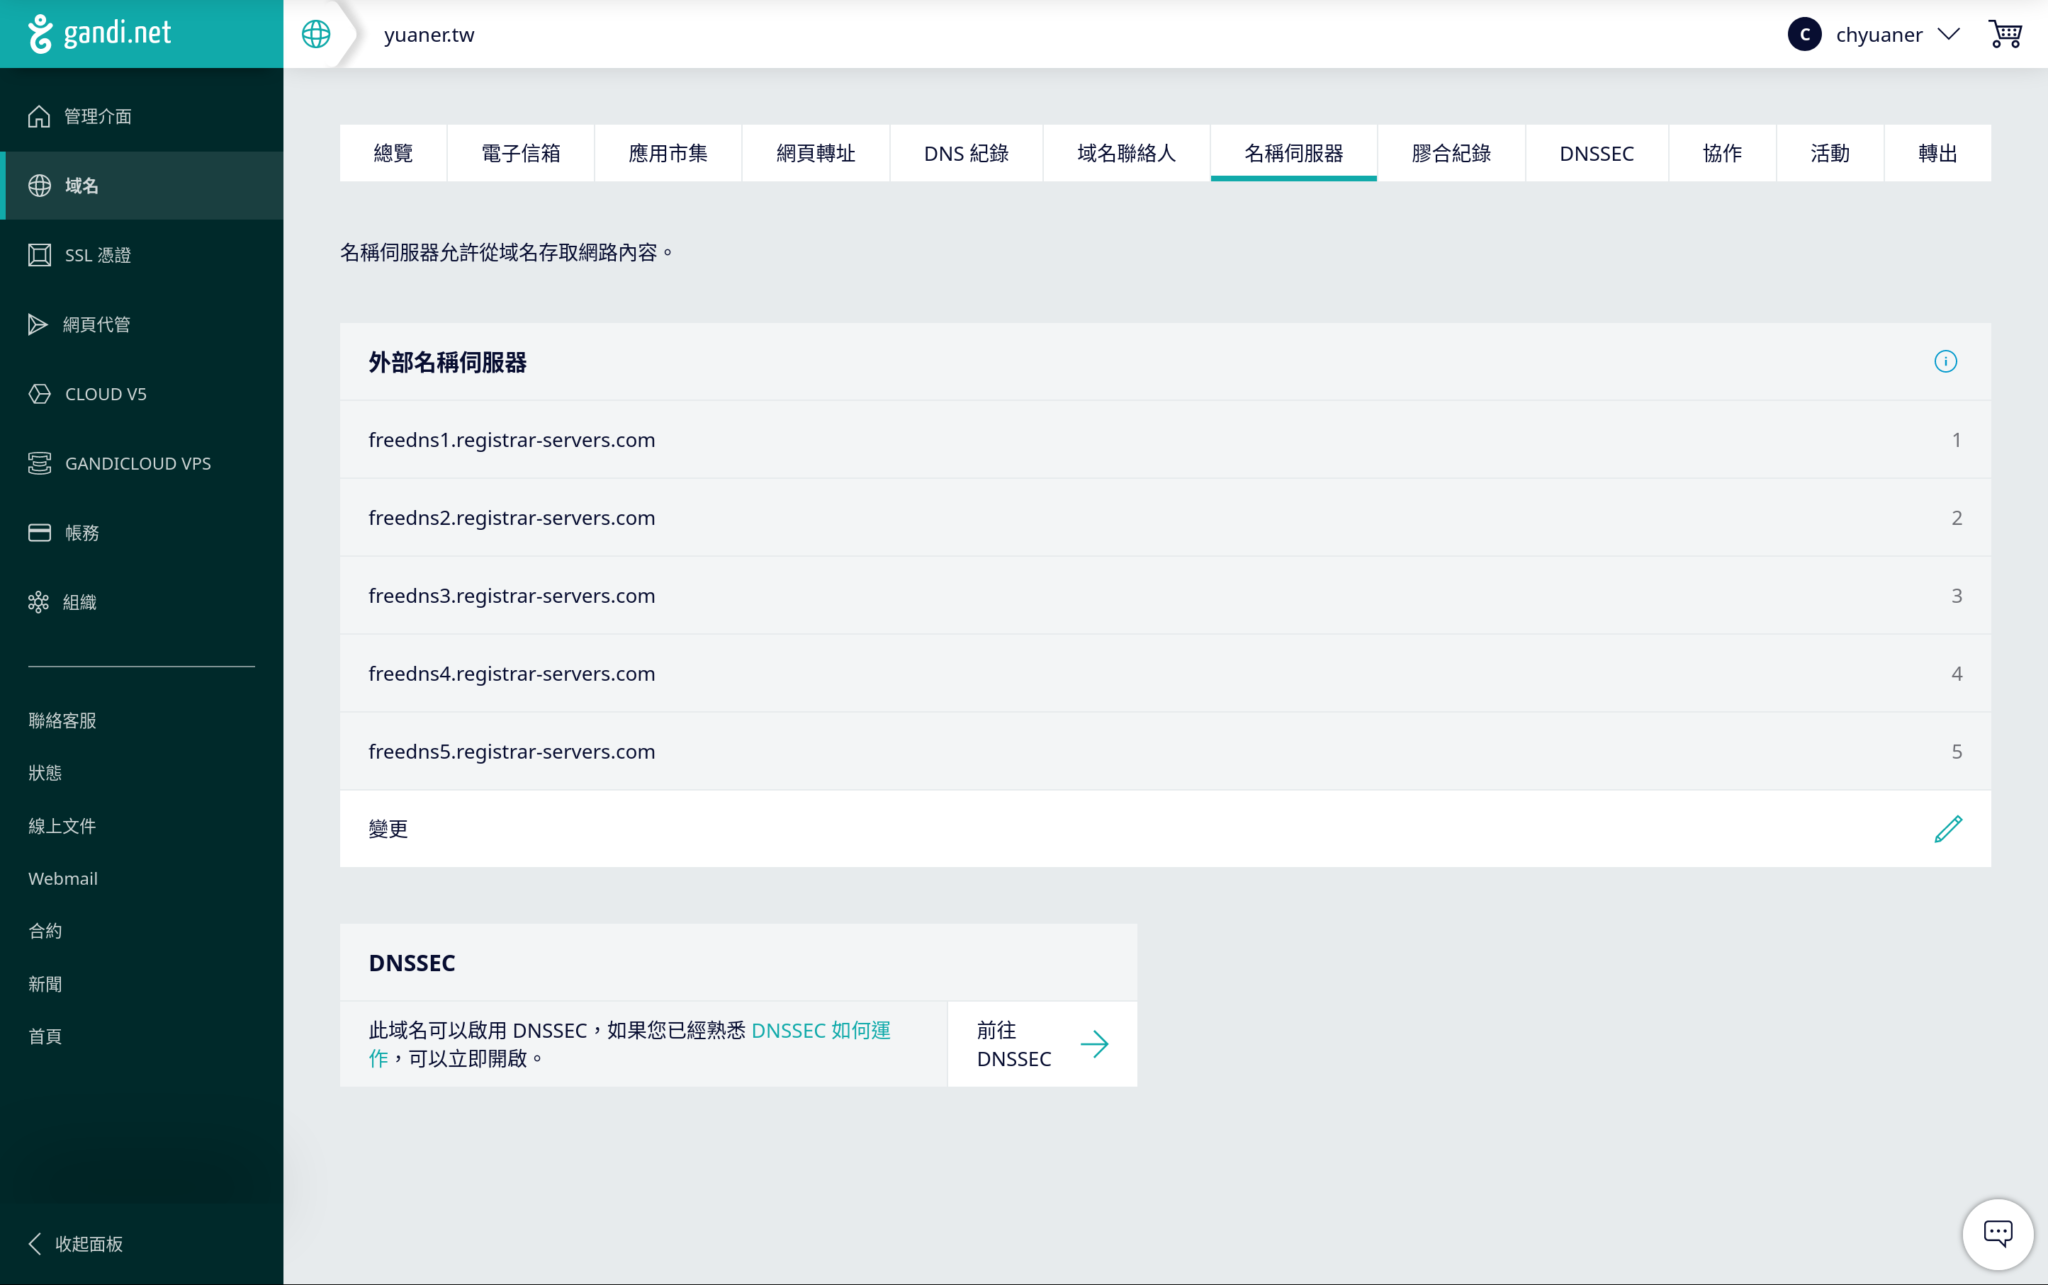 gandi.net
yuaner.tw
C chyuaner
管理介面
域名
SSL 憑證
網頁代管
CLOUD V5
GANDICLOUD VPS
帳務
組織
聯絡客服
狀態
線上文件
Webmail
合約
新聞
首頁
收起面板
總覽 電子信箱 應用市集 網頁轉址 DNS 紀錄 域名聯絡人 名稱伺服器 膠合紀錄 DNSSEC 協作 活動 轉出
名稱伺服器允許從域名存取網路內容。
外部名稱伺服器
freedns1.registrar-servers.com 1
freedns2.registrar-servers.com 2
freedns3.registrar-servers.com 3
freedns4.registrar-servers.com 4
freedns5.registrar-servers.com 5
變更
DNSSEC
此域名可以啟用 DNSSEC，如果您已經熟悉 DNSSEC 如何運
作，可以立即開啟。
前往
DNSSEC